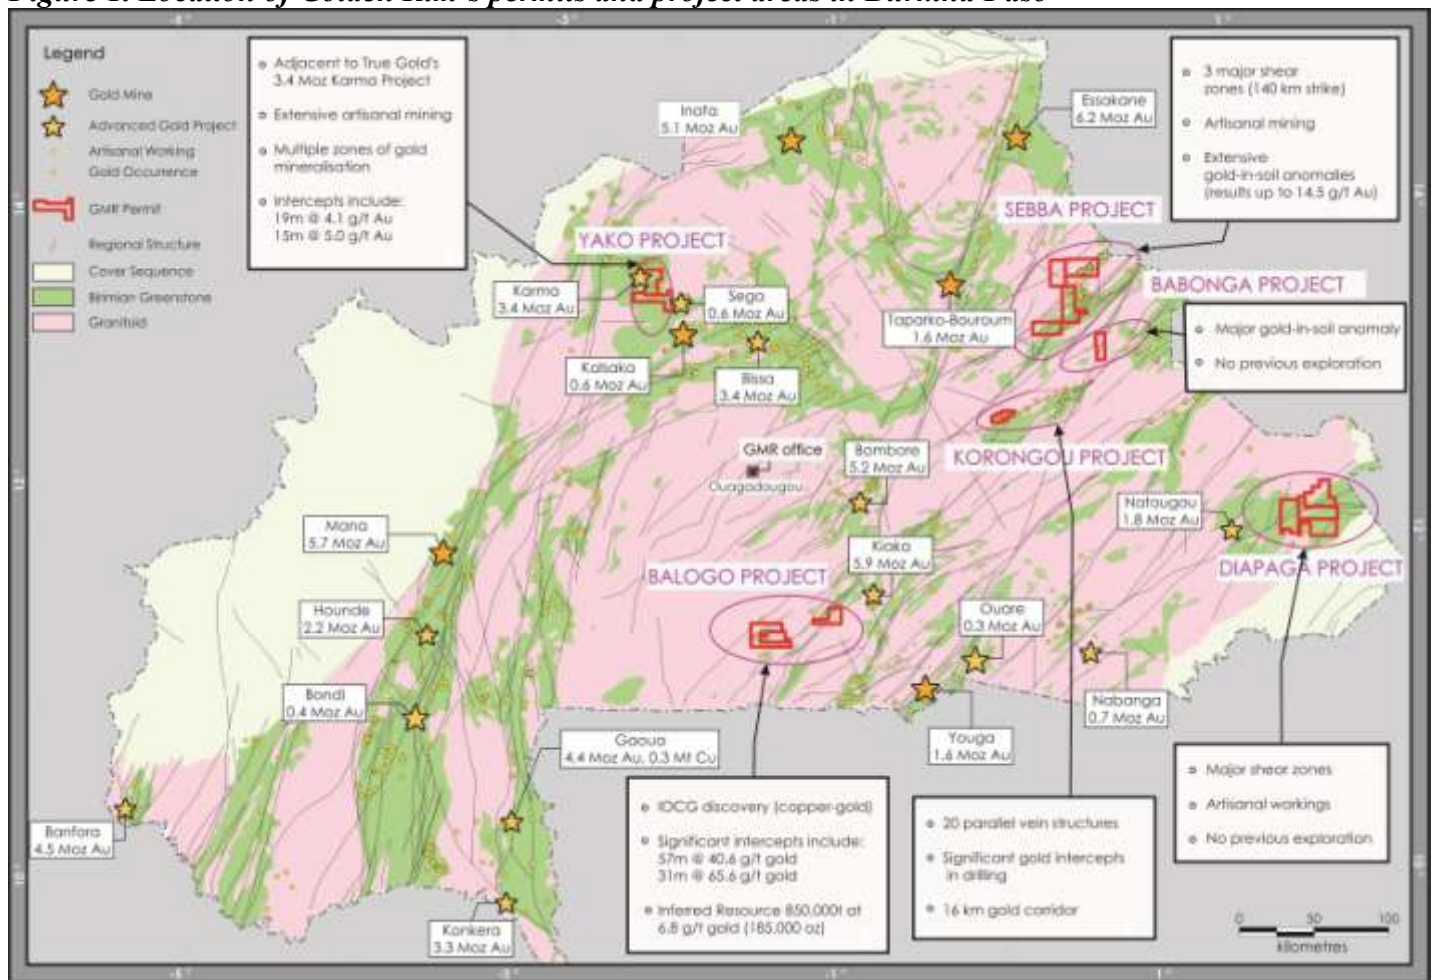 Figure 1. Location of Golden Rim's permits and project areas in Burkina Faso
Legend
Gold Mine
Advanced Gold Project
Artisanal Working
Gold Occurrence
GMR Permit
Regional Structure
Cover Sequence
Birimian Greenstone
Granitoid
Adjacent to True Gold's
3.4 Moz Karma Project
Extensive artisanal mining
Multiple zones of gold
mineralisation
Intercepts include:
19m @ 4.1 g/t Au
15m @ 5.0 g/t Au
3 major shear
zones (140 km strike)
Artisanal mining
Extensive
gold-in-soil anomalies
(results up to 14.5 g/t Au)
Inata
5.1 Moz Au
Essakane
6.2 Moz Au
SEBBA PROJECT
YAKO PROJECT
BABONGA PROJECT
Karma
3.4 Moz Au
Sega
0.6 Moz Au
Taparko-Bouroum
1.6 Moz Au
Major gold-in-soil anomaly
No previous exploration
Kalsaka
0.6 Moz Au
Bissa
3.4 Moz Au
GMR office
Ouagadougou
Bombore
5.2 Moz Au
KORONGOU PROJECT
Natougou
1.8 Moz Au
Mana
5.7 Moz Au
Kiaka
5.9 Moz Au
BALOGO PROJECT
DIAPAGA PROJECT
Hounde
2.2 Moz Au
Ouare
0.3 Moz Au
Bondi
0.4 Moz Au
Nabanga
0.7 Moz Au
Gaoua
4.4 Moz Au, 0.3 Mt Cu
Youga
1.6 Moz Au
Banfora
4.5 Moz Au
Konkera
3.3 Moz Au
IOCG discovery (copper-gold)
Significant intercepts include:
57m @ 40.6 g/t gold
31m @ 65.6 g/t gold
Inferred Resource 850,000t at
6.8 g/t gold (185,000 oz)
20 parallel vein structures
Significant gold intercepts
in drilling
16 km gold corridor
Major shear zones
Artisanal workings
No previous exploration
0 50 100
kilometres